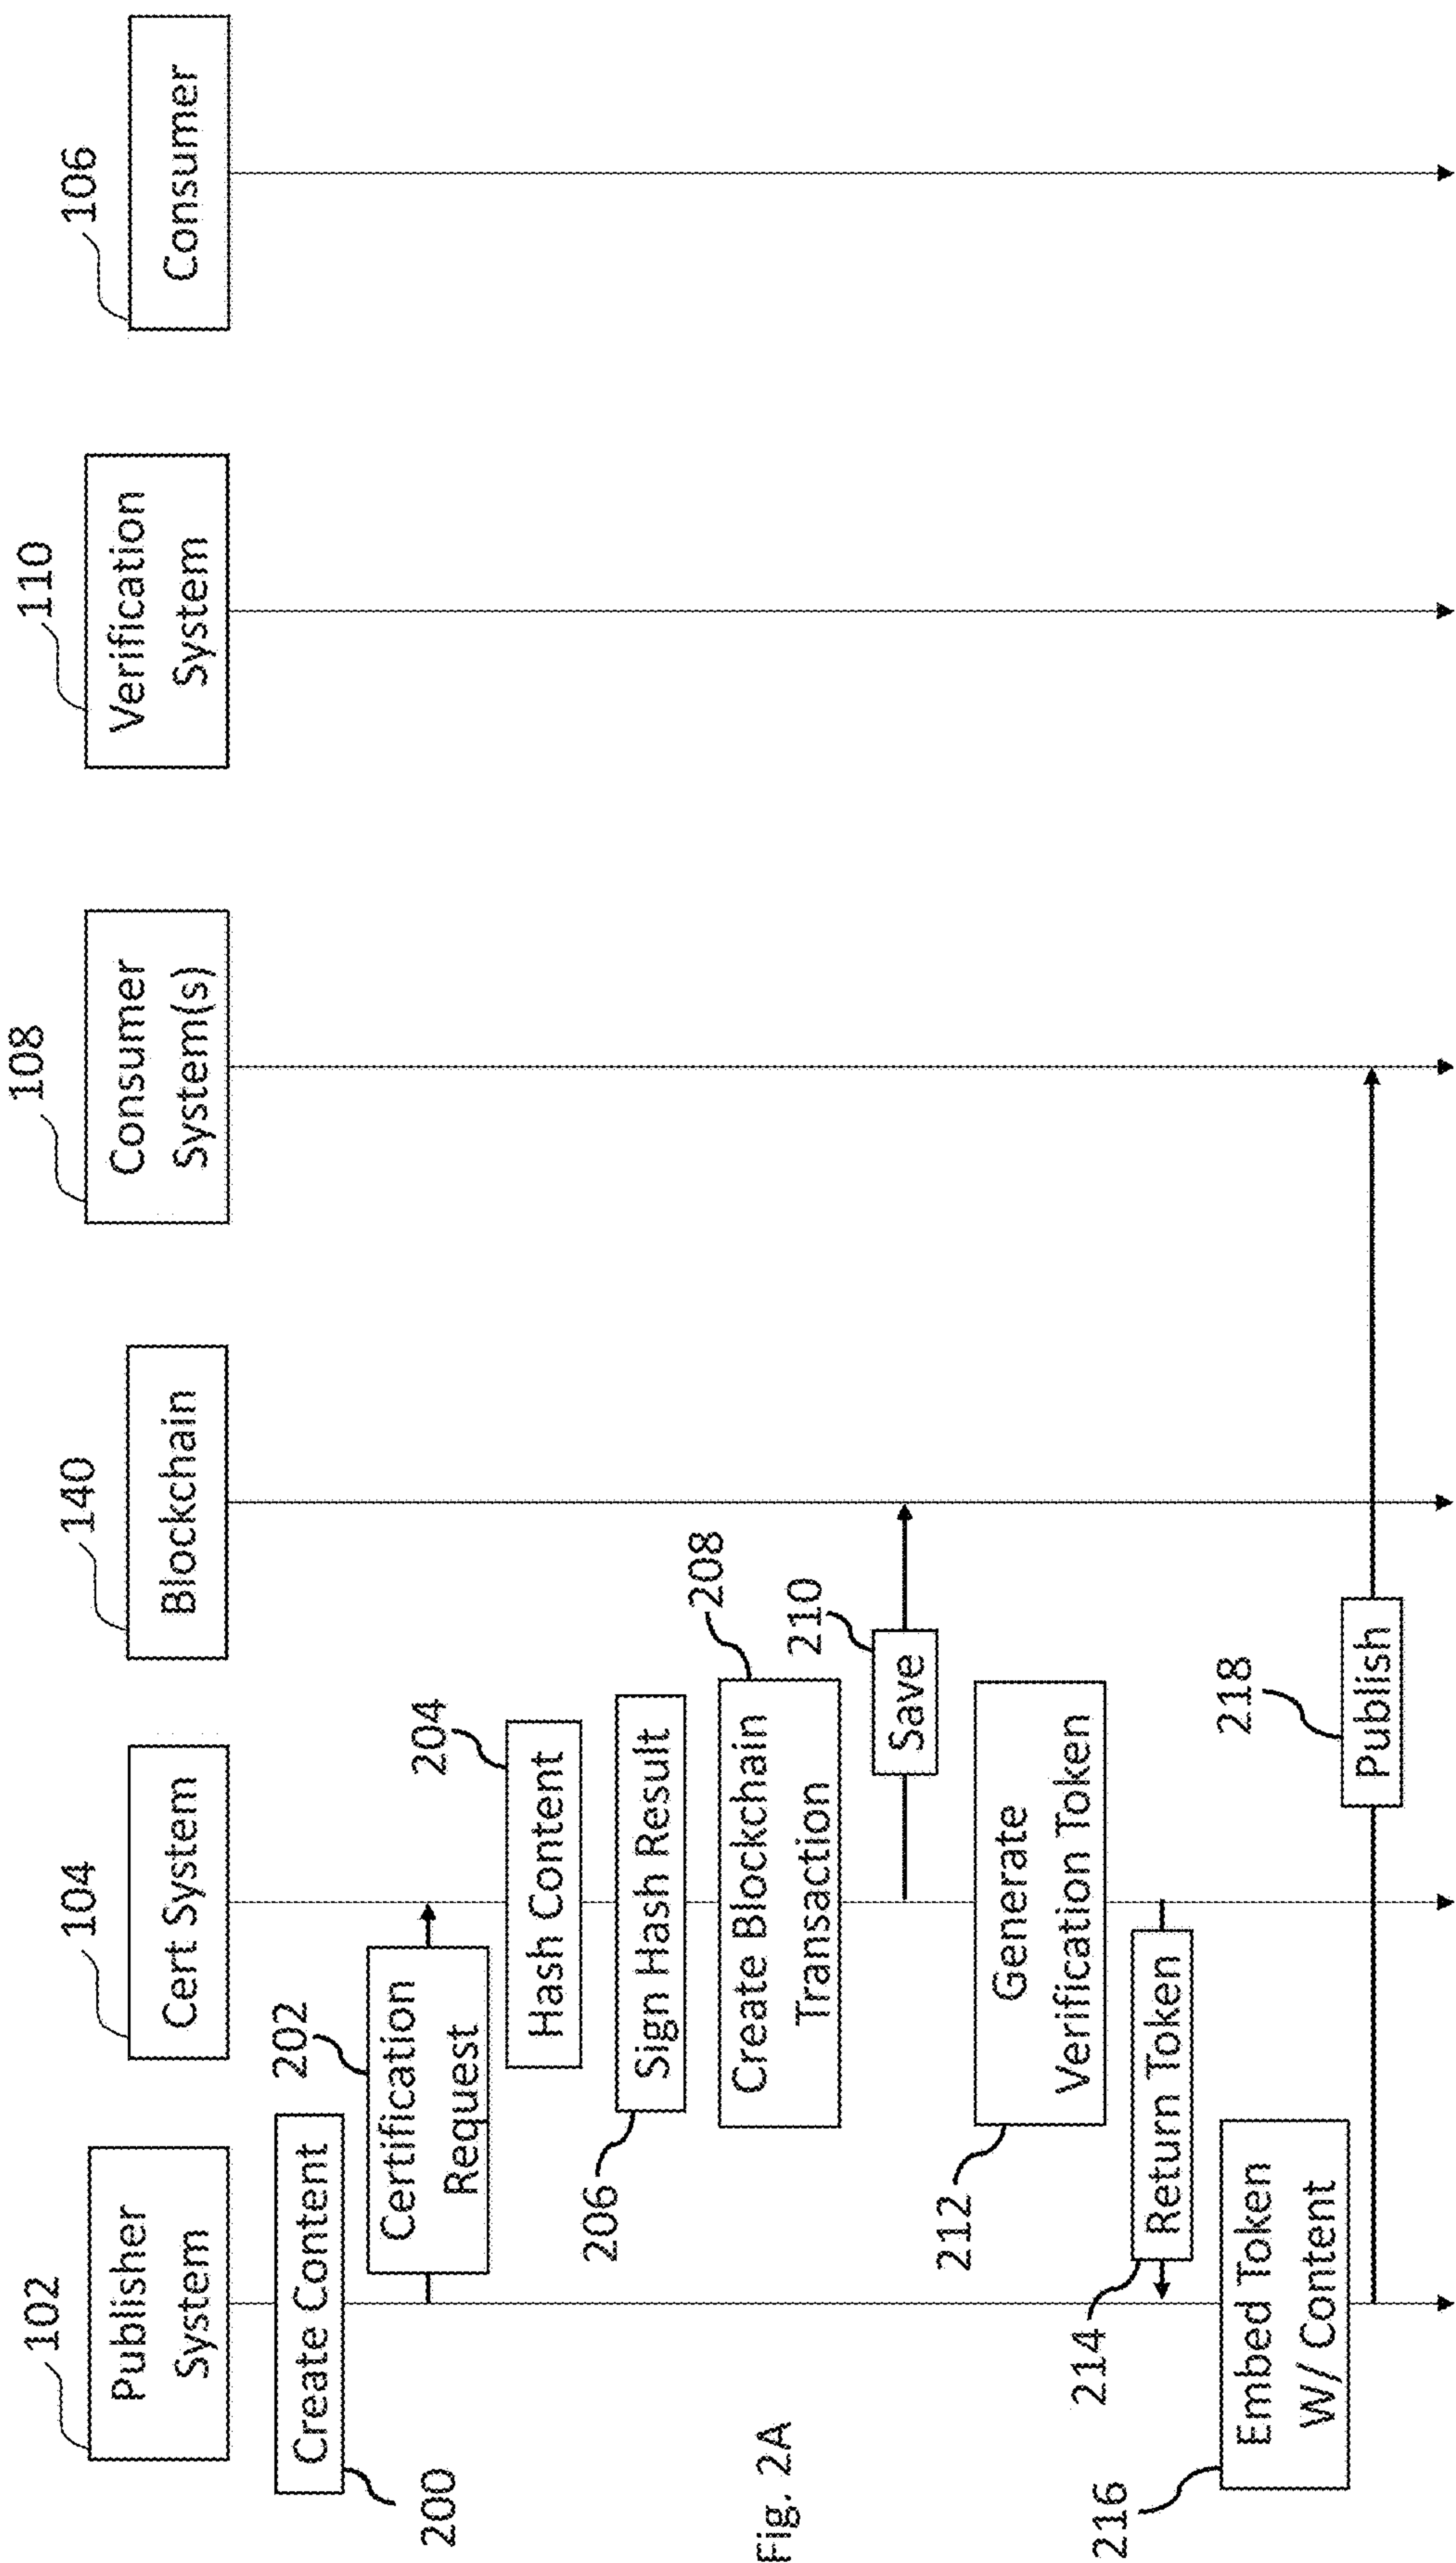 102
Publisher
System
104
Cert System
140
Blockchain
108
Consumer
System(s)
110
Verification
System
106
Consumer
200
Create Content
202
Certification
Request
204
Hash Content
206
Sign Hash Result
208
Create Blockchain
Transaction
210
Save
212
Generate
Verification Token
214
Return Token
216
Embed Token
W/ Content
218
Publish
Fig. 2A